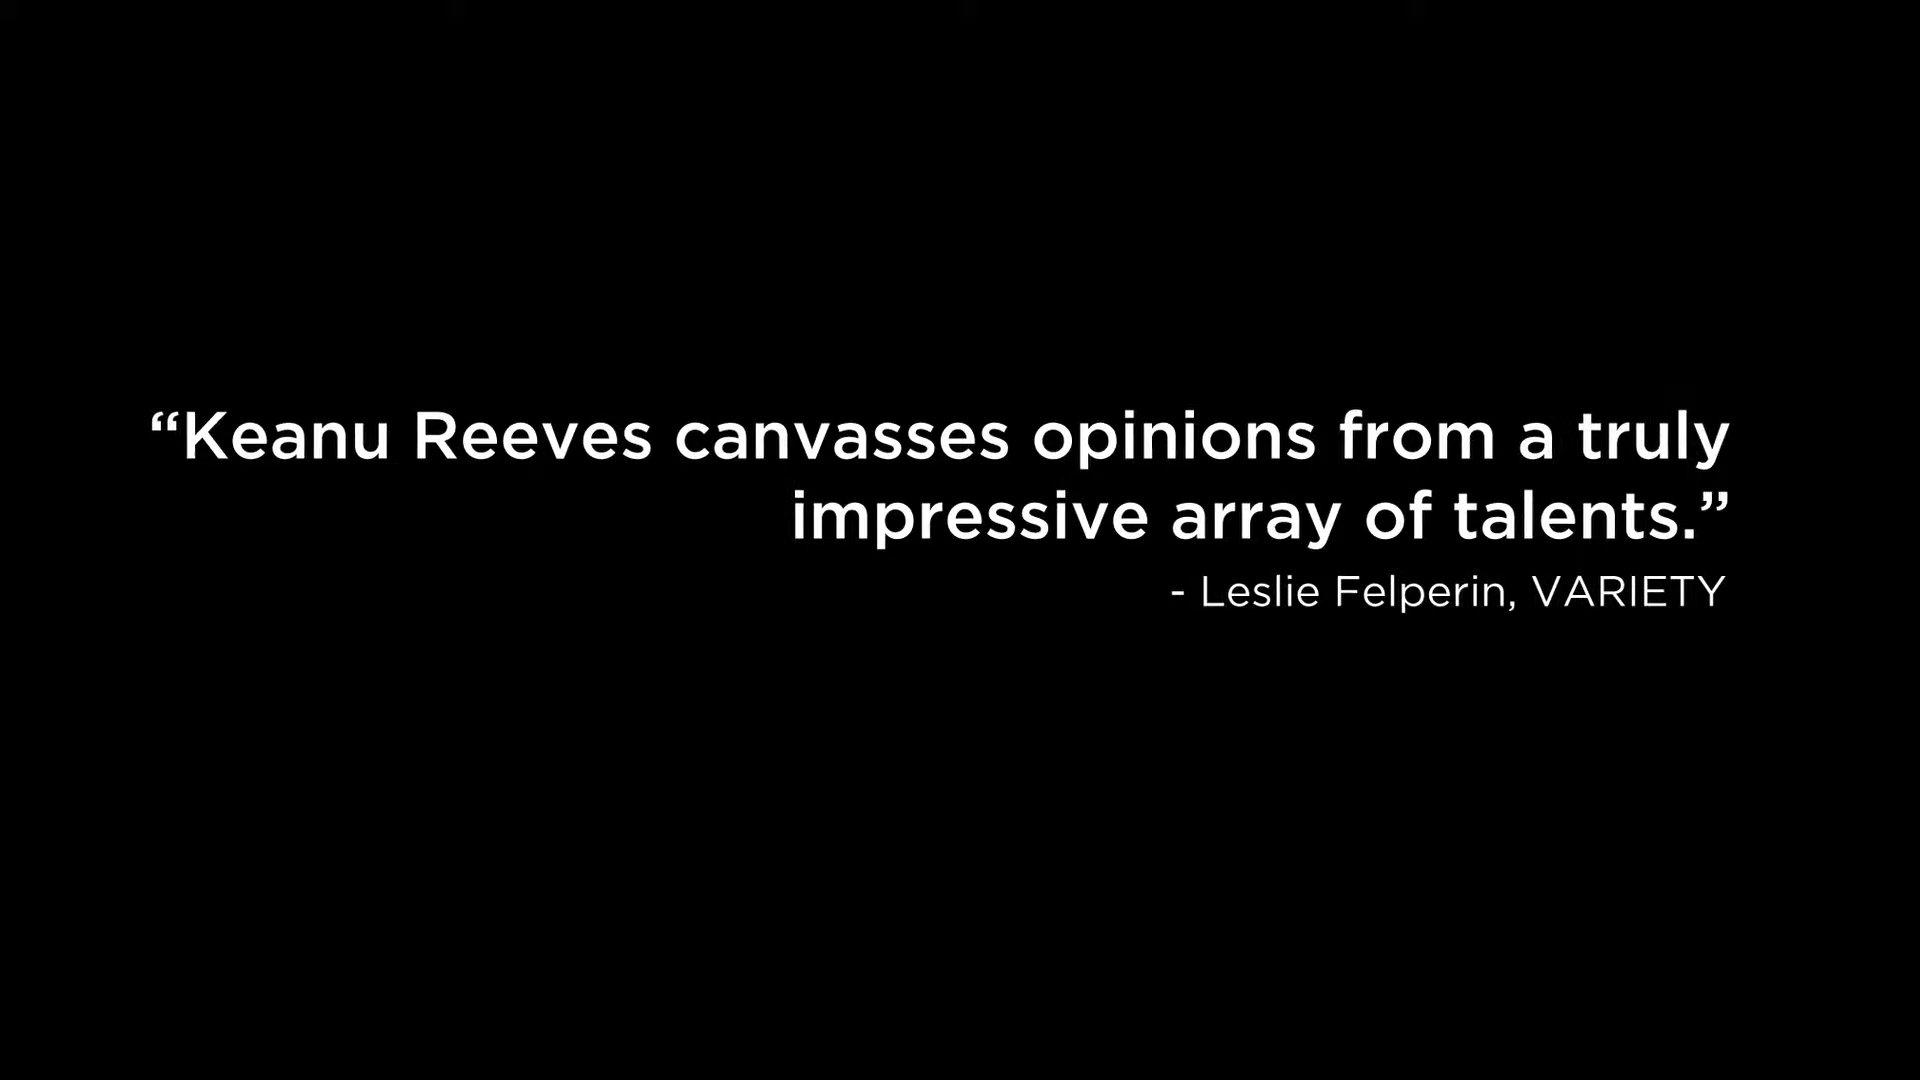 “Keanu Reeves canvasses opinions from a truly
impressive array of talents.”
- Leslie Felperin, VARIETY